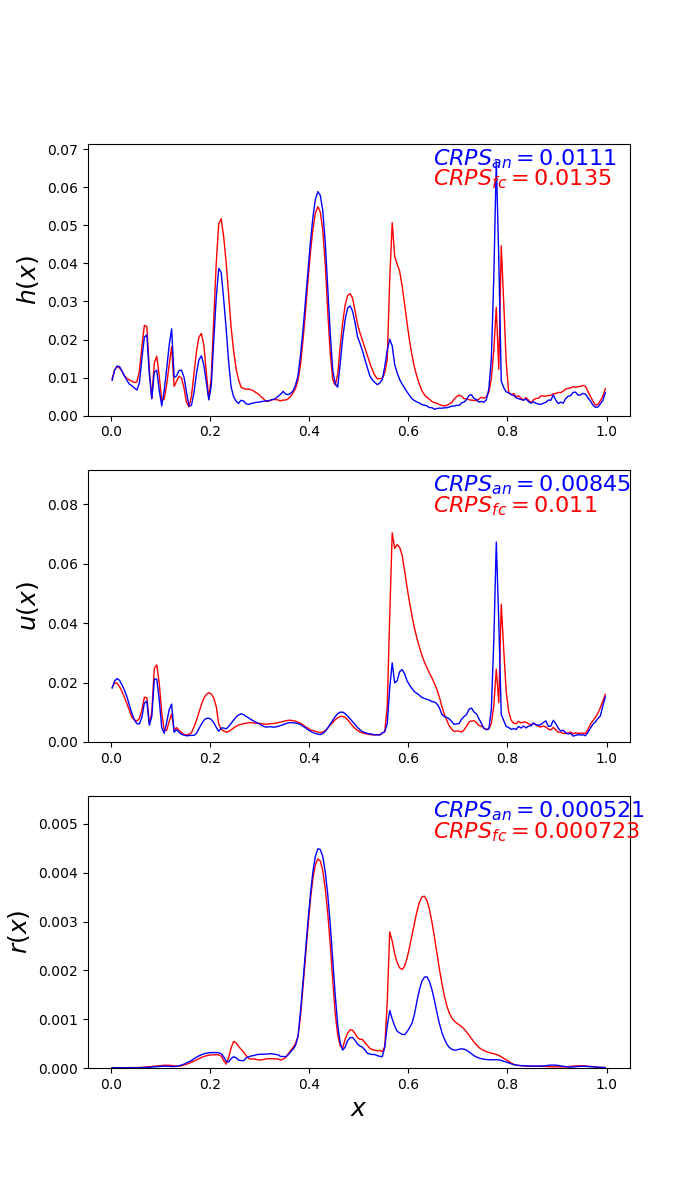 CRPS_an = 0.0111
CRPS_fc = 0.0135
h(x)
0.07
0.06
0.05
0.04
0.03
0.02
0.01
0.00
0.0 0.2 0.4 0.6 0.8 1.0
CRPS_an = 0.00845
CRPS_fc = 0.011
u(x)
0.08
0.06
0.04
0.02
0.00
0.0 0.2 0.4 0.6 0.8 1.0
CRPS_an = 0.000521
CRPS_fc = 0.000723
r(x)
0.005
0.004
0.003
0.002
0.001
0.000
0.0 0.2 0.4 0.6 0.8 1.0
x